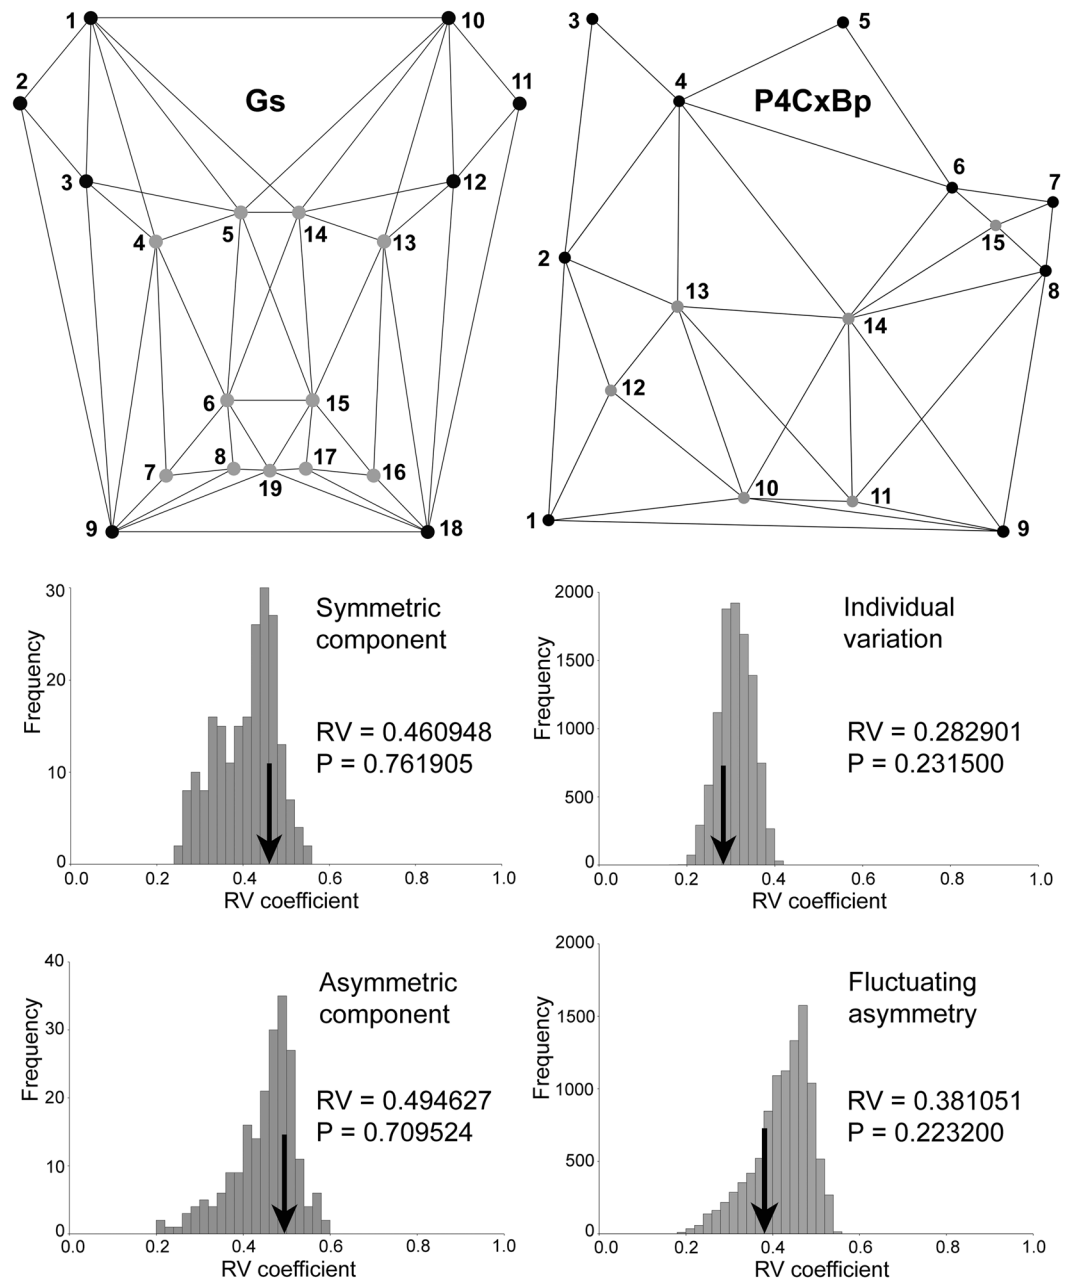 1
10
2
11
Gs
3
12
4
5
14
13
6
15
7
8
19
17
16
9
18
3
5
4
P4CxBp
6
7
15
2
8
13
14
12
10
11
1
9
30
20
10
0
Frequency
Symmetric
component
RV = 0.460948
P = 0.761905
0.0 0.2 0.4 0.6 0.8 1.0
RV coefficient
2000
1500
1000
500
0
Frequency
Individual
variation
RV = 0.282901
P = 0.231500
0.0 0.2 0.4 0.6 0.8 1.0
RV coefficient
40
30
20
10
0
Frequency
Asymmetric
component
RV = 0.494627
P = 0.709524
0.0 0.2 0.4 0.6 0.8 1.0
RV coefficient
2000
1500
1000
500
0
Frequency
Fluctuating
asymmetry
RV = 0.381051
P = 0.223200
0.0 0.2 0.4 0.6 0.8 1.0
RV coefficient